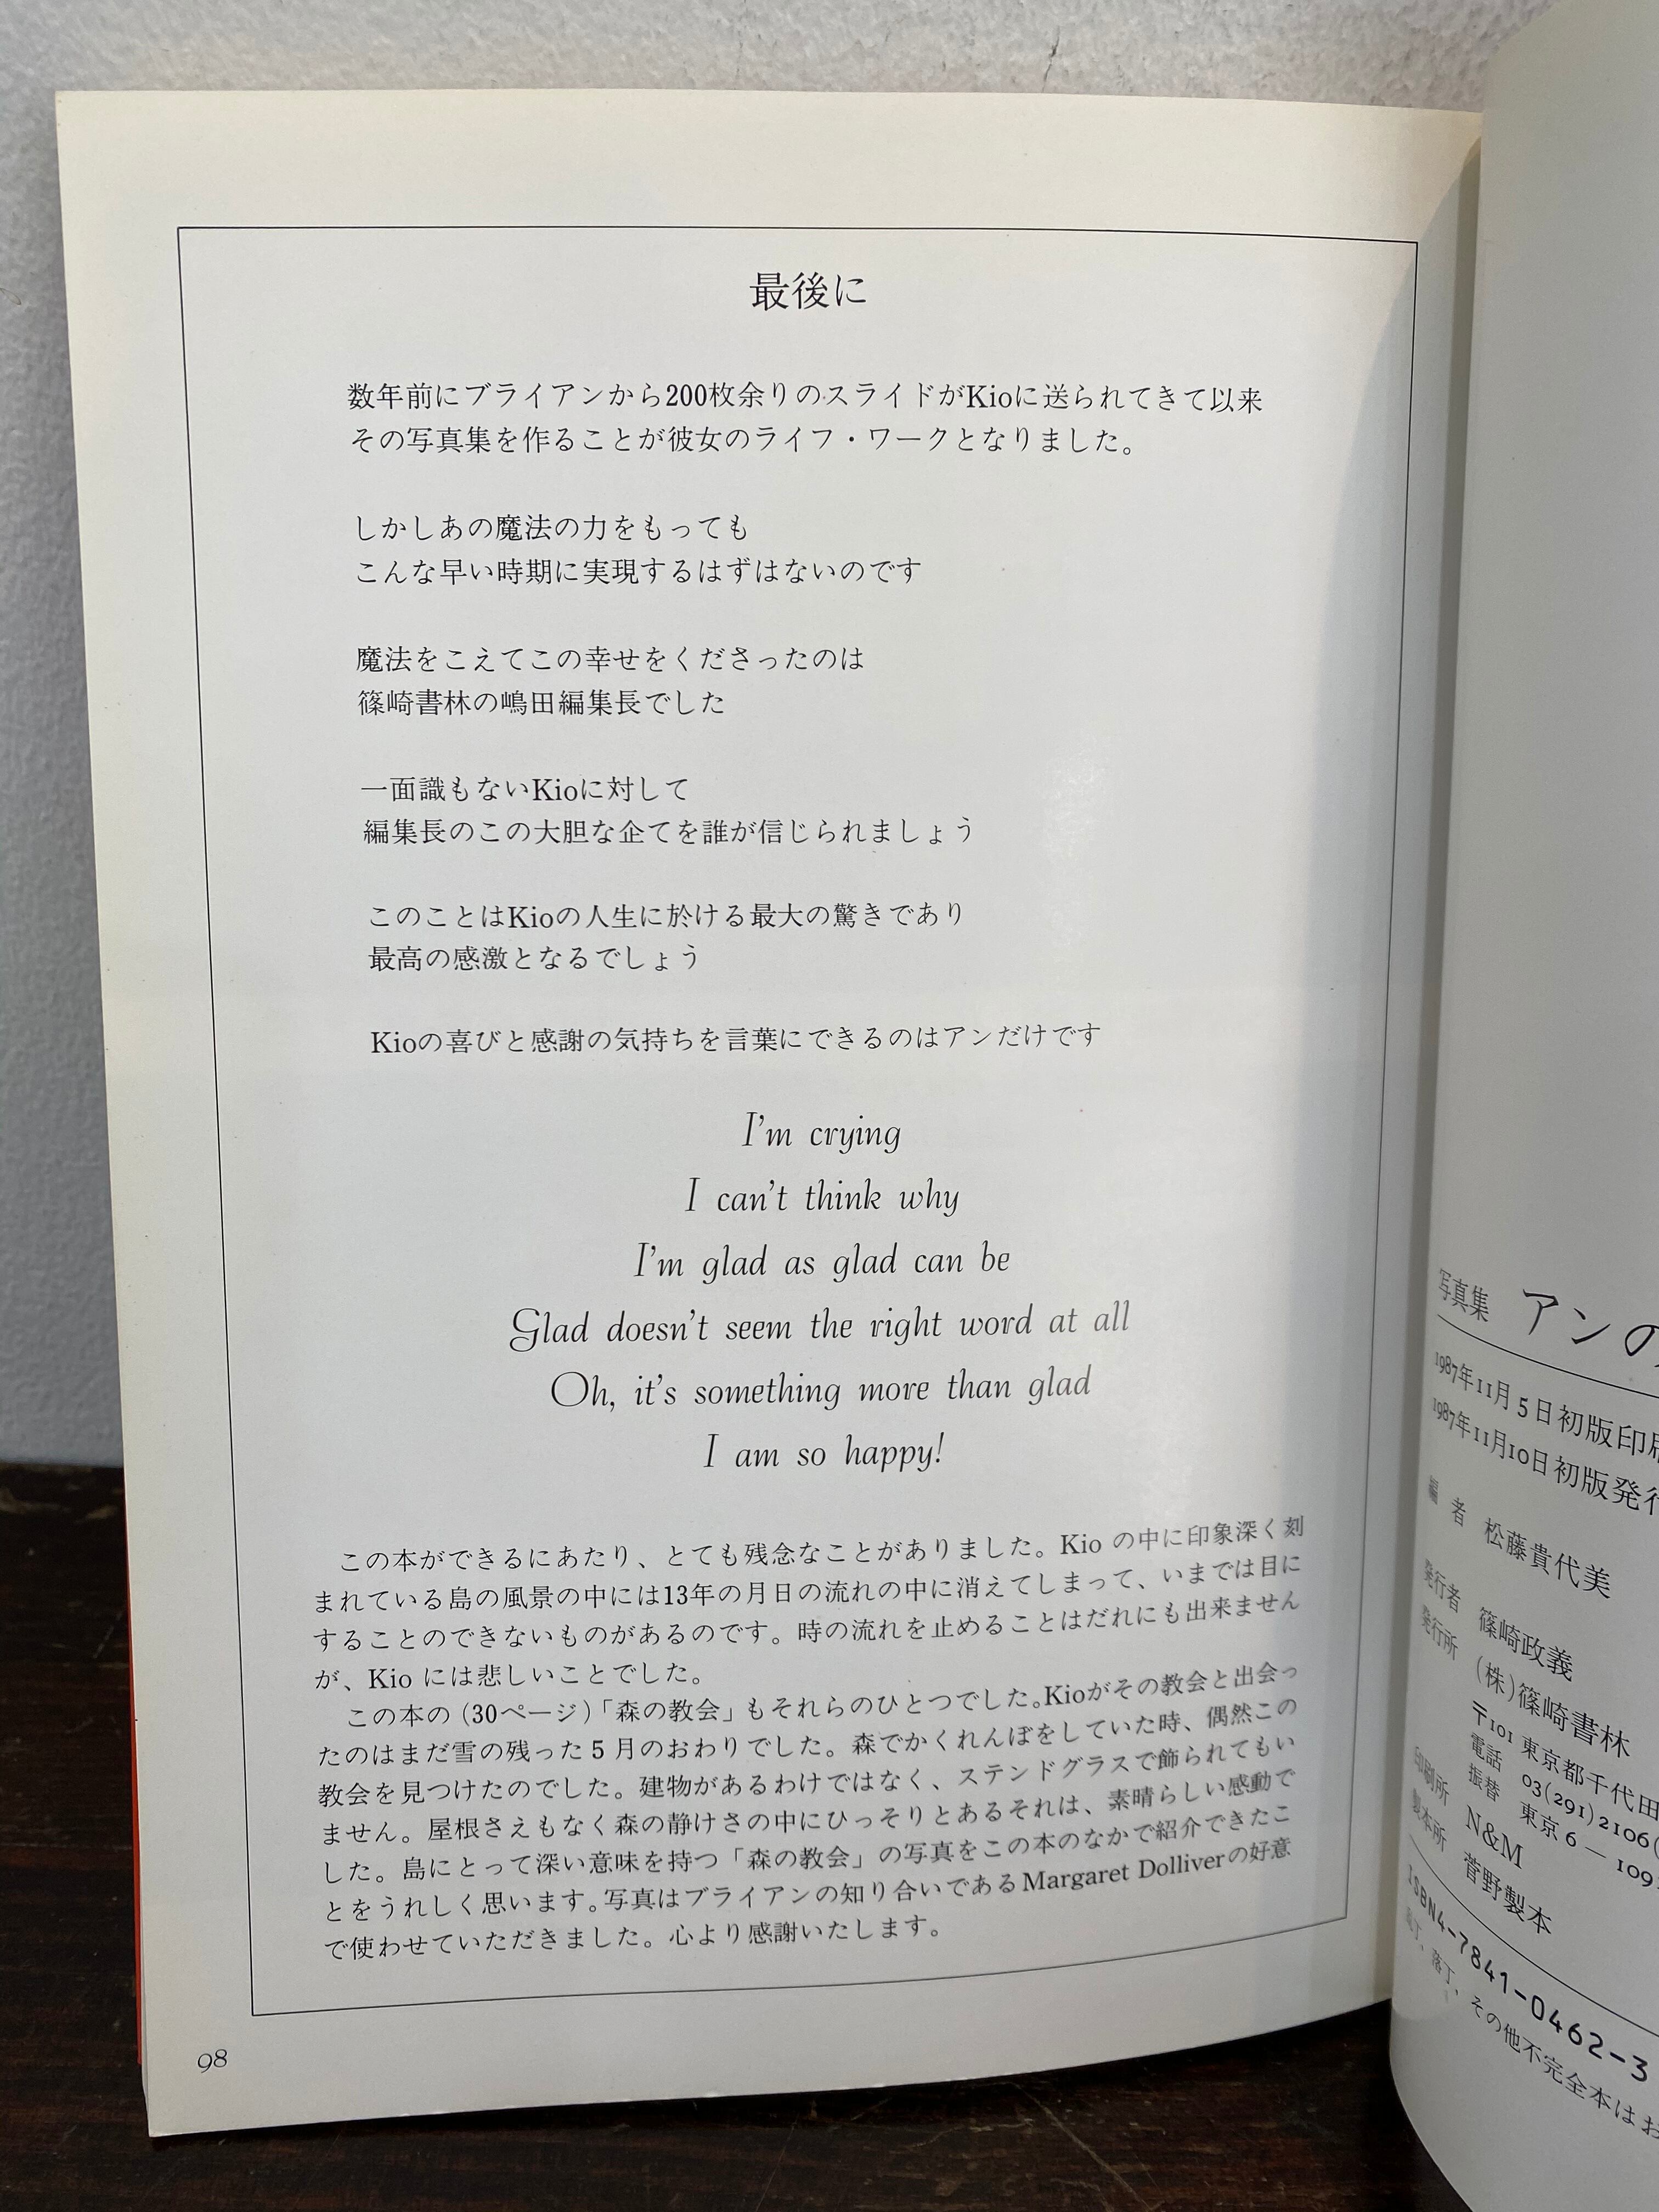 最後に
数年前にブライアンから200枚余りのスライドがKioに送られてきて以来
その写真集を作ることが彼女のライフ・ワークとなりました。
しかしあの魔法の力をもっても
こんな早い時期に実現するはずはないのです
魔法をこえてこの幸せをくださったのは
篠崎書林の嶋田編集長でした
一面識もないKioに対して
編集長のこの大胆な企てを誰が信じられましょう
このことはKioの人生に於ける最大の驚きであり
最高の感激となるでしょう
Kioの喜びと感謝の気持ちを言葉にできるのはアンだけです
I'm crying
I can't think why
I'm glad as glad can be
Glad doesn't seem the right word at all
Oh, it's something more than glad
I am so happy!
この本ができるにあたり、とても残念なことがありました。Kio の中に印象深く刻
まれている島の風景の中には13年の月日の流れの中に消えてしまって、いまでは目に
することのできないものがあるのです。時の流れを止めることはだれにも出来ません
が、Kio には悲しいことでした。
この本の（30ページ）「森の教会」もそれらのひとつでした。Kioがその教会と出会っ
たのはまだ雪の残った5月のおわりでした。森でかくれんぼをしていた時、偶然この
教会を見つけたのでした。建物があるわけではなく、ステンドグラスで飾られてもい
ません。屋根さえもなく森の静けさの中にひっそりとあるそれは、素晴らしい感動で
した。島にとって深い意味を持つ「森の教会」の写真をこの本のなかで紹介できたこ
とをうれしく思います。写真はブライアンの知り合いであるMargaret Dolliverの好意
で使わせていただきました。心より感謝いたします。
98
写真集 アンの
1987年11月5日初版印刷
1987年11月10日初版発行
編者 松藤貴代美
発行者 篠崎政義
発行所 (株)篠崎書林
〒101 東京都千代田
電話 03(291)2106(
振替 東京6-109
印刷所 N&M
製本所 菅野製本
ISBN4-7841-0462-3
落丁、その他不完全本はお